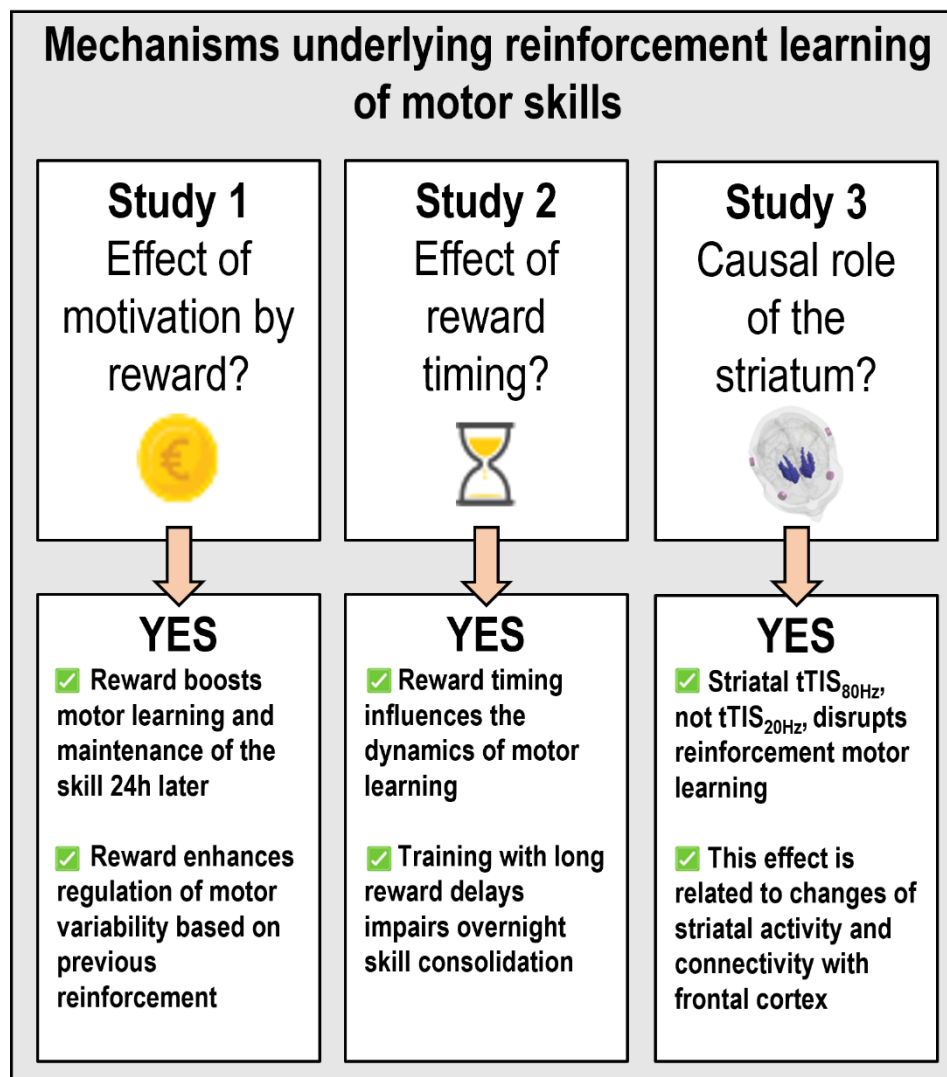 Mechanisms underlying reinforcement learning
of motor skills
Study 1
Effect of
motivation by
reward?
€
YES
✅ Reward boosts
motor learning and
maintenance of the
skill 24h later
✅ Reward enhances
regulation of motor
variability based on
previous
reinforcement
Study 2
Effect of
reward
timing?
YES
✅ Reward timing
influences the
dynamics of motor
learning
✅ Training with long
reward delays
impairs overnight
skill consolidation
Study 3
Causal role
of the
striatum?
YES
✅ Striatal tTIS80Hz,
not tTIS20Hz, disrupts
reinforcement motor
learning
✅ This effect is
related to changes of
striatal activity and
connectivity with
frontal cortex